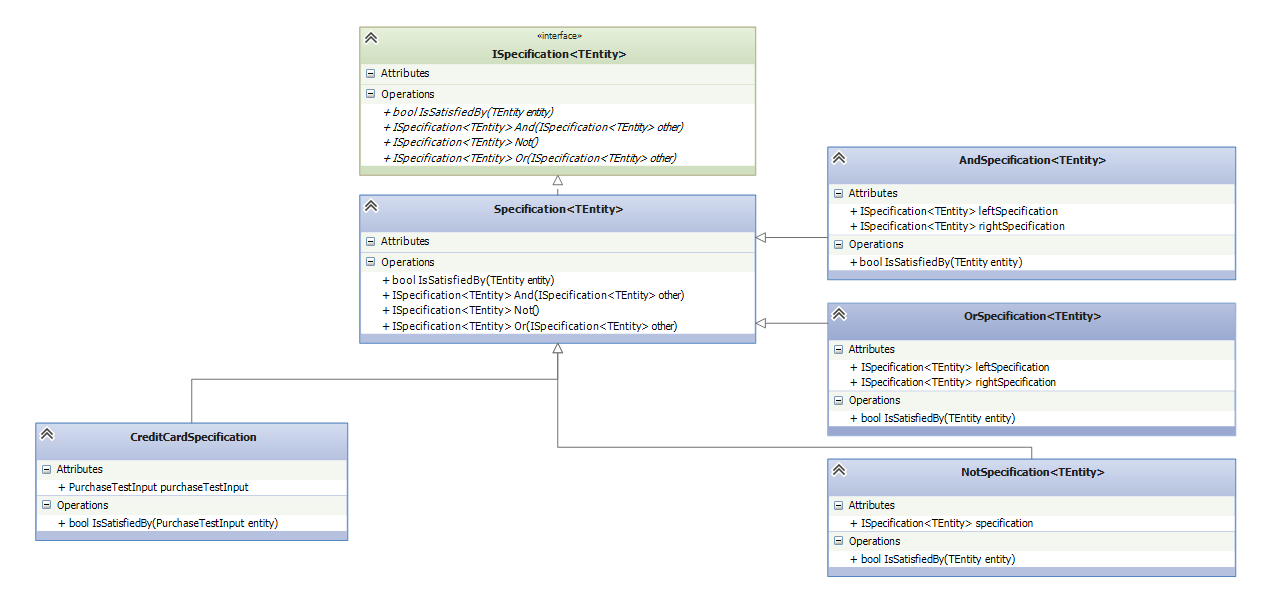 «interface»
ISpecification<TEntity>
Attributes
Operations
+ bool IsSatisfiedBy(TEntity entity)
+ ISpecification<TEntity> And(ISpecification<TEntity> other)
+ ISpecification<TEntity> Not()
+ ISpecification<TEntity> Or(ISpecification<TEntity> other)
Specification<TEntity>
Attributes
Operations
+ bool IsSatisfiedBy(TEntity entity)
+ ISpecification<TEntity> And(ISpecification<TEntity> other)
+ ISpecification<TEntity> Not()
+ ISpecification<TEntity> Or(ISpecification<TEntity> other)
AndSpecification<TEntity>
Attributes
+ ISpecification<TEntity> leftSpecification
+ ISpecification<TEntity> rightSpecification
Operations
+ bool IsSatisfiedBy(TEntity entity)
OrSpecification<TEntity>
Attributes
+ ISpecification<TEntity> leftSpecification
+ ISpecification<TEntity> rightSpecification
Operations
+ bool IsSatisfiedBy(TEntity entity)
CreditCardSpecification
Attributes
+ PurchaseTestInput purchaseTestInput
Operations
+ bool IsSatisfiedBy(PurchaseTestInput entity)
NotSpecification<TEntity>
Attributes
+ ISpecification<TEntity> specification
Operations
+ bool IsSatisfiedBy(TEntity entity)